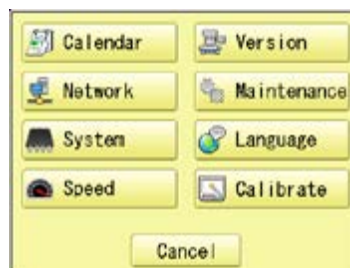 Calendar
Version
Network
Maintenance
System
Language
Speed
Calibrate
Cancel